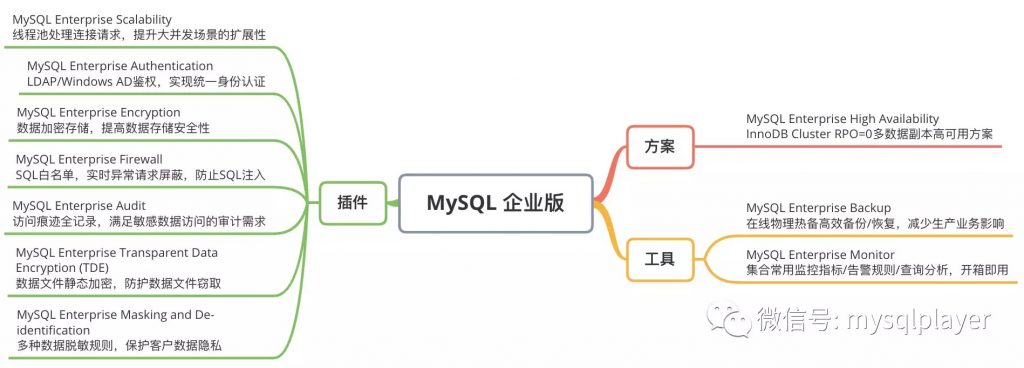 MySQL Enterprise Scalability
线程池处理连接请求，提升大并发场景的扩展性
MySQL Enterprise Authentication
LDAP/Windows AD鉴权，实现统一身份认证
MySQL Enterprise Encryption
数据加密存储，提高数据存储安全性
MySQL Enterprise Firewall
SQL白名单，实时异常请求屏蔽，防止SQL注入
MySQL Enterprise Audit
访问痕迹全记录，满足敏感数据访问的审计需求
MySQL Enterprise Transparent Data
Encryption (TDE)
数据文件静态加密，防护数据文件窃取
MySQL Enterprise Masking and De-
identification
多种数据脱敏规则，保护客户数据隐私
插件
MySQL 企业版
方案
MySQL Enterprise High Availability
InnoDB Cluster RPO=0多数据副本高可用方案
工具
MySQL Enterprise Backup
在线物理热备高效备份/恢复，减少生产业务影响
MySQL Enterprise Monitor
集合常用监控指标/告警规则/查询分析，开箱即用
微信号: mysqlplayer